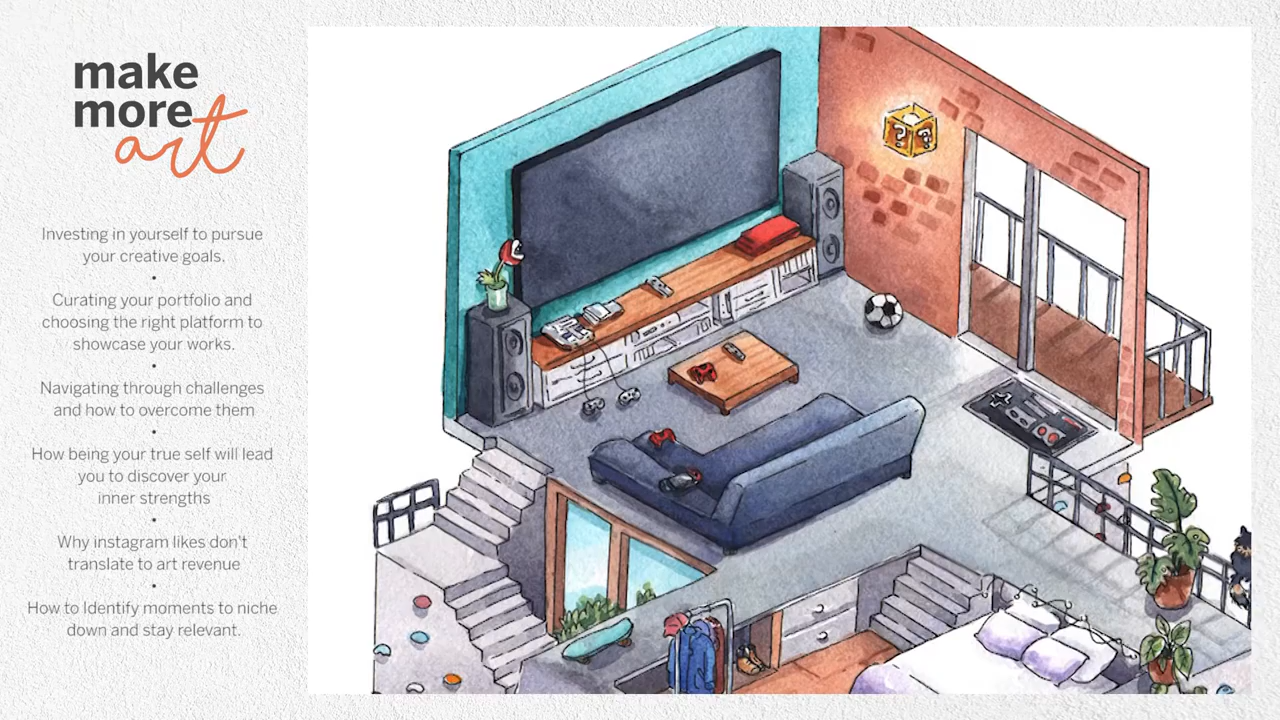 make
more
art
Investing in yourself to pursue
your creative goals.
•
Curating your portfolio and
choosing the right platform to
showcase your works.
•
Navigating through challenges
and how to overcome them
•
How being your true self will lead
you to discover your
inner strengths
•
Why instagram likes don't
translate to art revenue
•
How to Identify moments to niche
down and stay relevant.
? ?